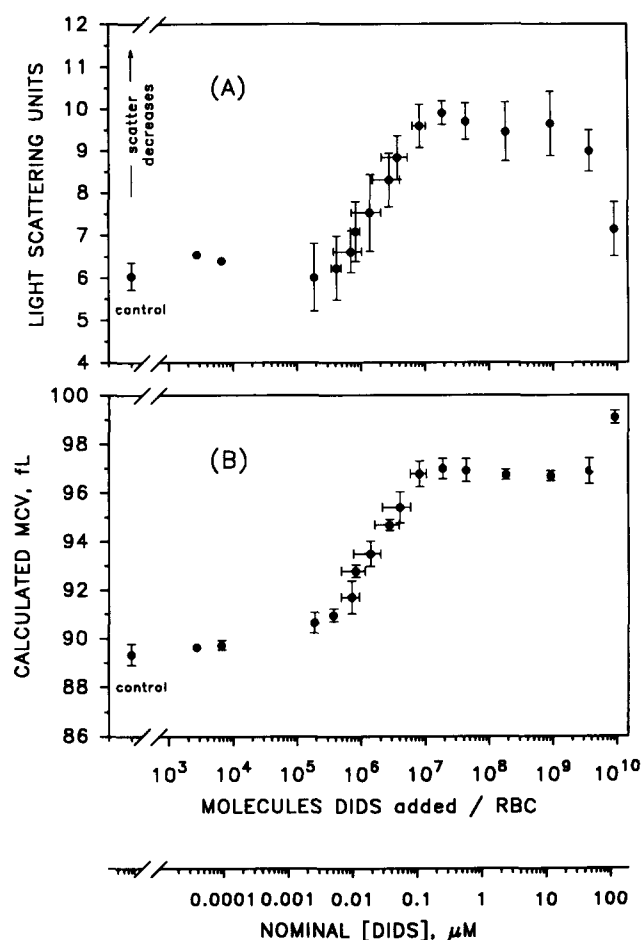 12
11
10
9
8
7
6
5
4
LIGHT SCATTERING UNITS
scatter
decreases
(A)
control
100
98
96
94
92
90
88
86
CALCULATED MCV, fL
(B)
control
10³ 10⁴ 10⁵ 10⁶ 10⁷ 10⁸ 10⁹ 10¹⁰
MOLECULES DIDS added / RBC
0.0001 0.001 0.01 0.1 1 10 100
NOMINAL [DIDS], μM